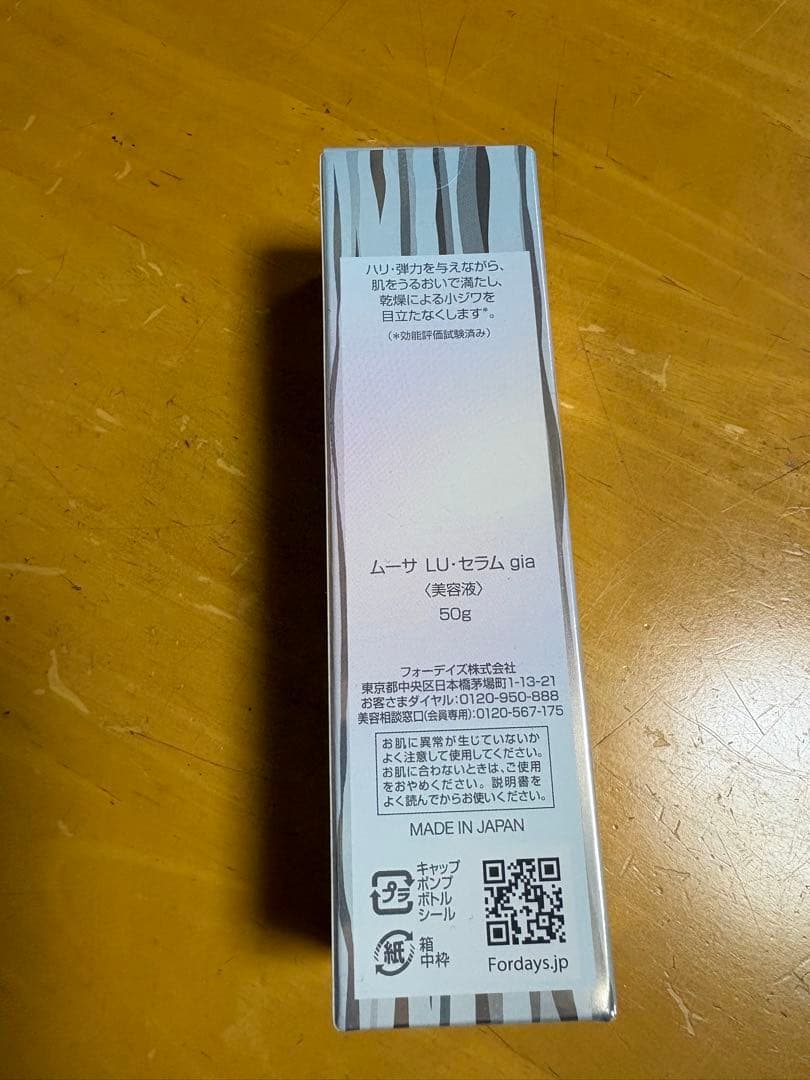 ハリ・弾力を与えながら、
肌をうるおいで満たし、
乾燥による小ジワを
目立たなくします*。
(*効能評価試験済み)
ムーサ LU・セラム gia
〈美容液〉
50g
フォーデイズ株式会社
東京都中央区日本橋茅場町1-13-21
お客さまダイヤル:0120-950-888
美容相談窓口(会員専用):0120-567-175
お肌に異常が生じていないか
よく注意して使用してください。
お肌に合わないときは、ご使用
をおやめください。説明書を
よく読んでからお使いください。
MADE IN JAPAN
プラ
キャップ
ポンプ
ボトル
シール
紙
箱
中枠
Fordays.jp